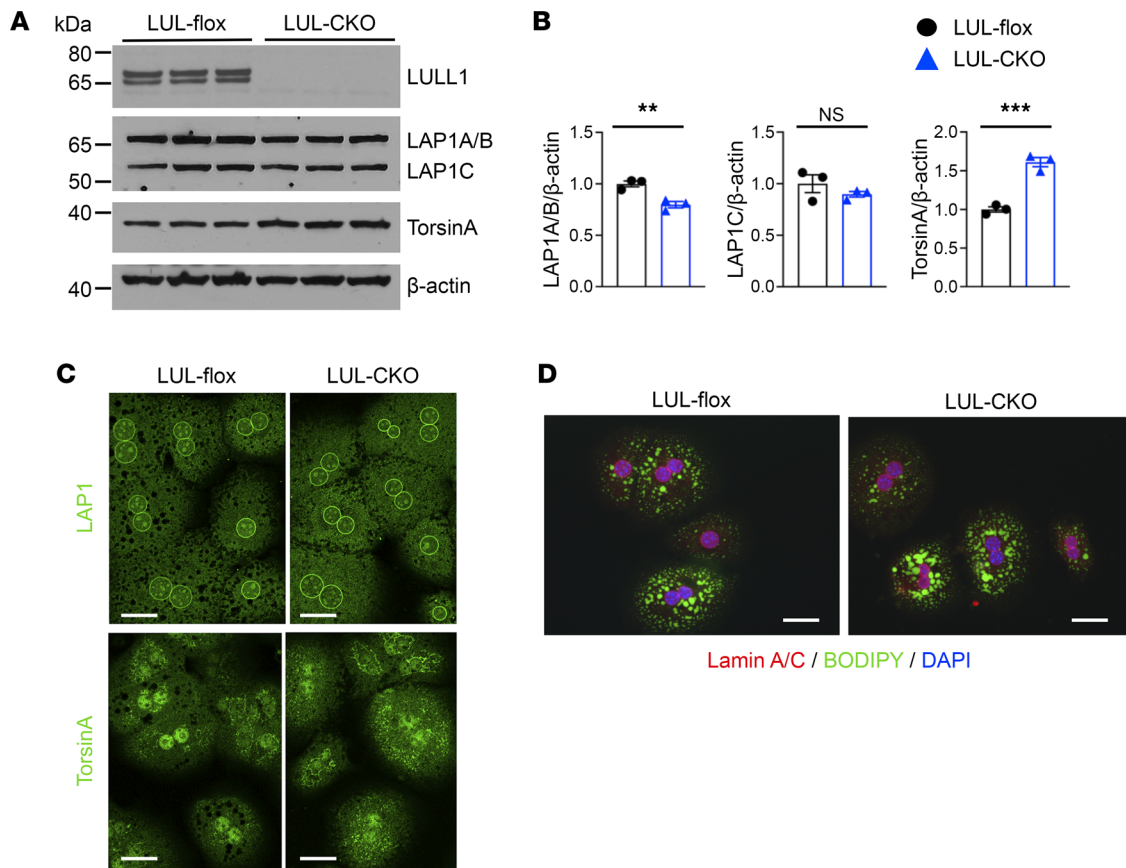 A
kDa
LUL-flox LUL-CKO
80
65
LULL1
65
50
LAP1A/B
LAP1C
40
TorsinA
40
β-actin
B
LUL-flox
LUL-CKO
**
LAP1A/B/β-actin
1.5
1.0
0.5
0.0
NS
LAP1C/β-actin
1.5
1.0
0.5
0.0
***
TorsinA/β-actin
2.0
1.5
1.0
0.5
0.0
C
LUL-flox LUL-CKO
LAP1
TorsinA
D
LUL-flox LUL-CKO
Lamin A/C / BODIPY / DAPI